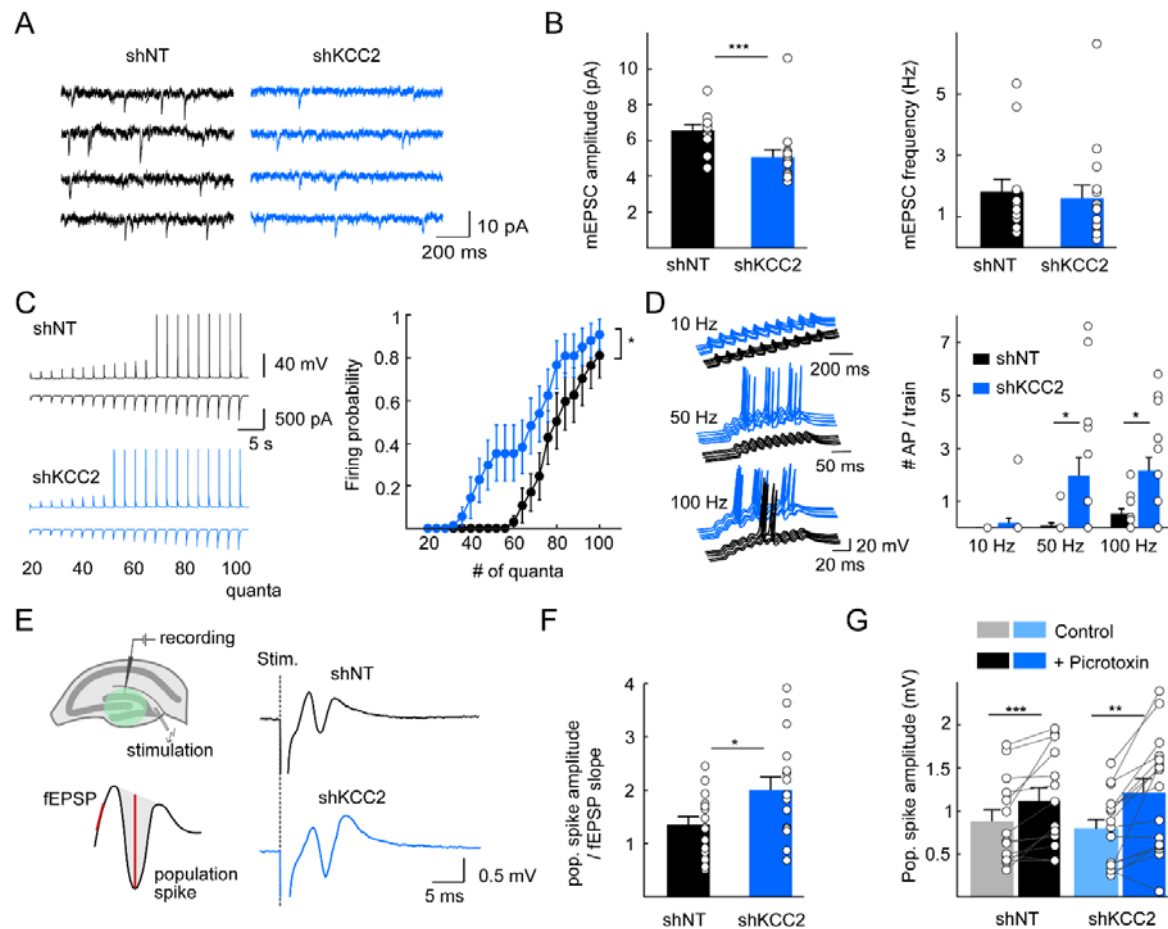 A
shNT
shKCC2
10 pA
200 ms
B
mEPSC amplitude (pA)
10
8
6
4
2
***
shNT
shKCC2
mEPSC frequency (Hz)
5
3
1
shNT
shKCC2
C
shNT
40 mV
500 pA
5 s
shKCC2
20 40 60 80 100
quanta
Firing probability
1
0.8
0.6
0.4
0.2
*
20 40 60 80 100
# of quanta
D
10 Hz
200 ms
50 Hz
50 ms
100 Hz
20 mV
20 ms
# AP / train
7
5
3
1
shNT
shKCC2
* *
10 Hz 50 Hz 100 Hz
E
recording
stimulation
fEPSP
population
spike
Stim.
shNT
shKCC2
0.5 mV
5 ms
F
pop. spike amplitude
/ fEPSP slope
4
3
2
1
*
shNT shKCC2
G
Control
+ Picrotoxin
Pop. spike amplitude (mV)
2
1.5
1
0.5
*** **
shNT shKCC2